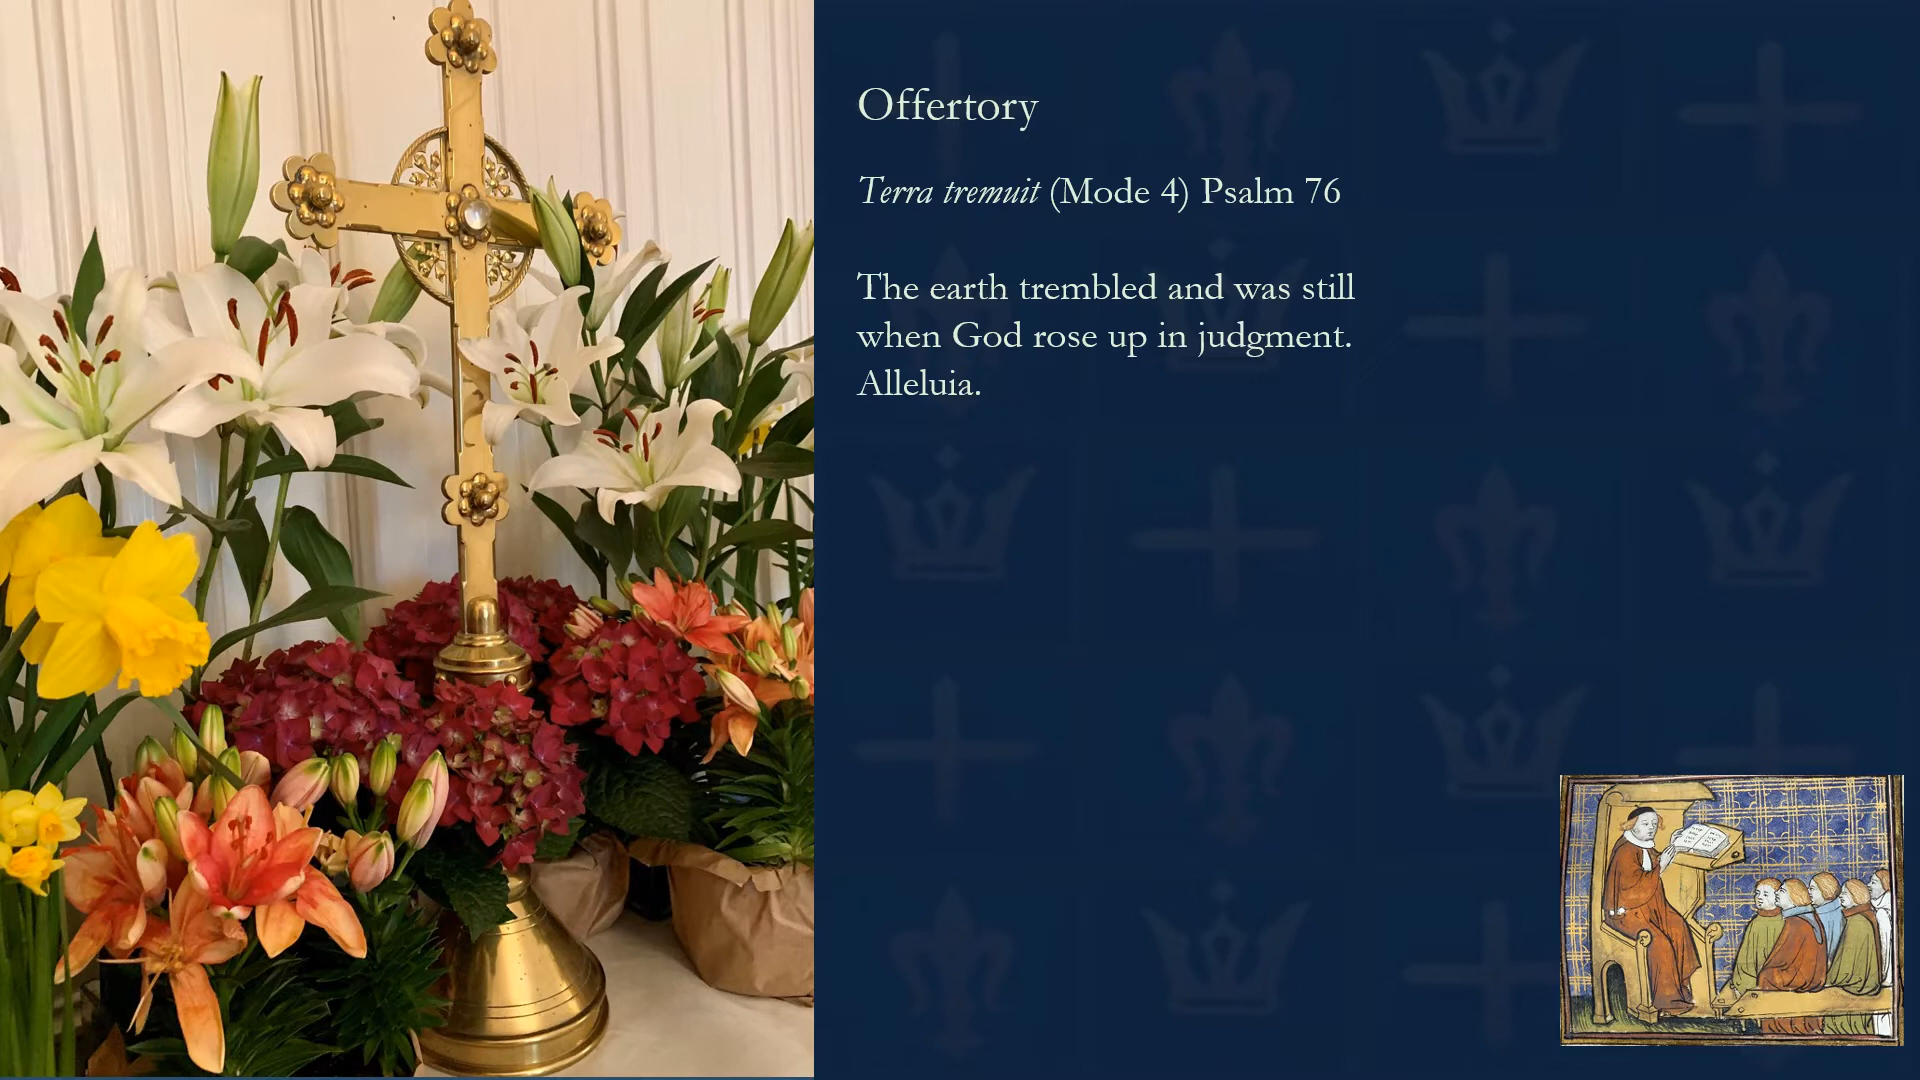 Offertory
Terra tremuit (Mode 4) Psalm 76
The earth trembled and was still
when God rose up in judgment.
Alleluia.